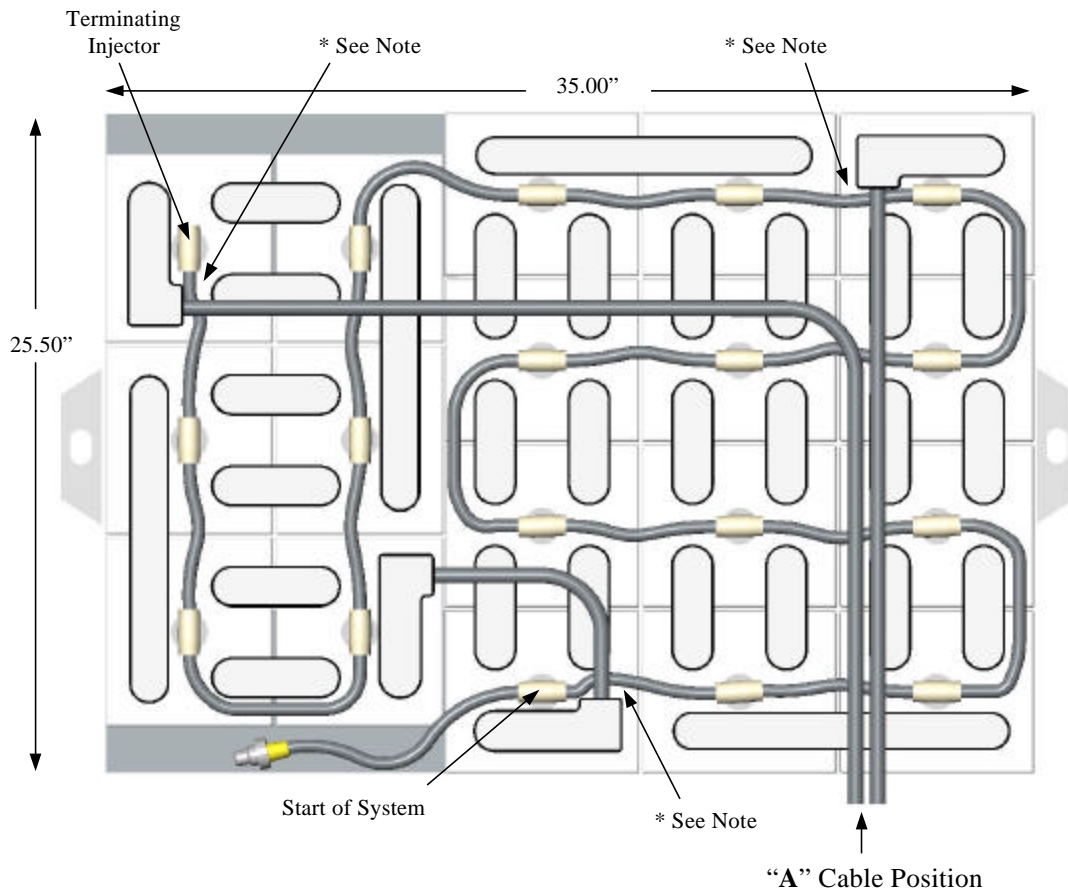 Terminating
Injector
* See Note
* See Note
35.00”
25.50”
Start of System
* See Note
“A” Cable Position